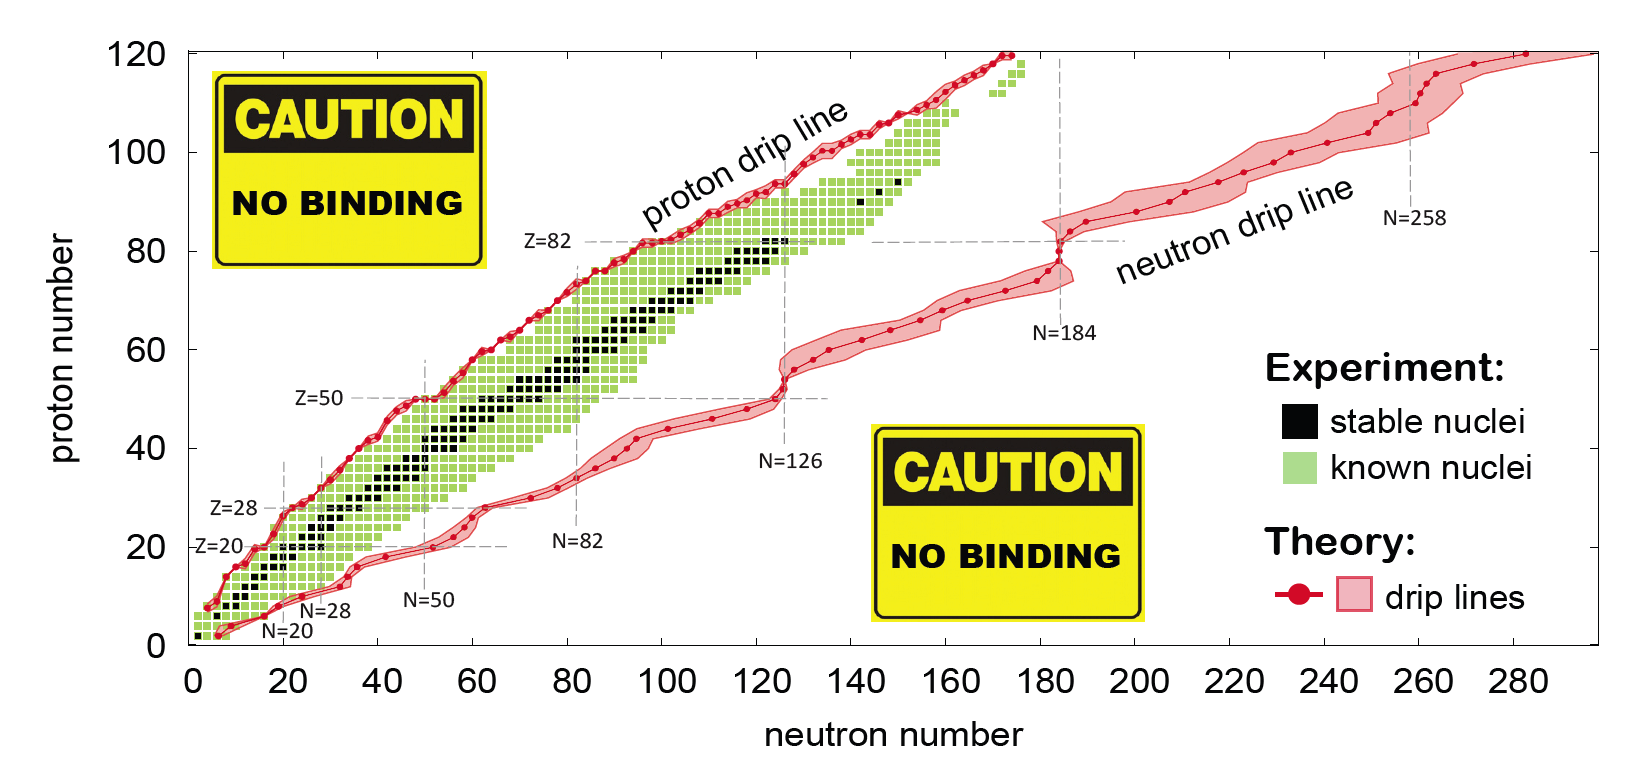 120
100
80
60
40
20
0
proton number
CAUTION
NO BINDING
proton drip line
Z=82
Z=50
Z=28
Z=20
N=20
N=28
N=50
N=82
N=126
N=184
N=258
neutron drip line
CAUTION
NO BINDING
Experiment:
stable nuclei
known nuclei
Theory:
drip lines
0 20 40 60 80 100 120 140 160 180 200 220 240 260 280
neutron number